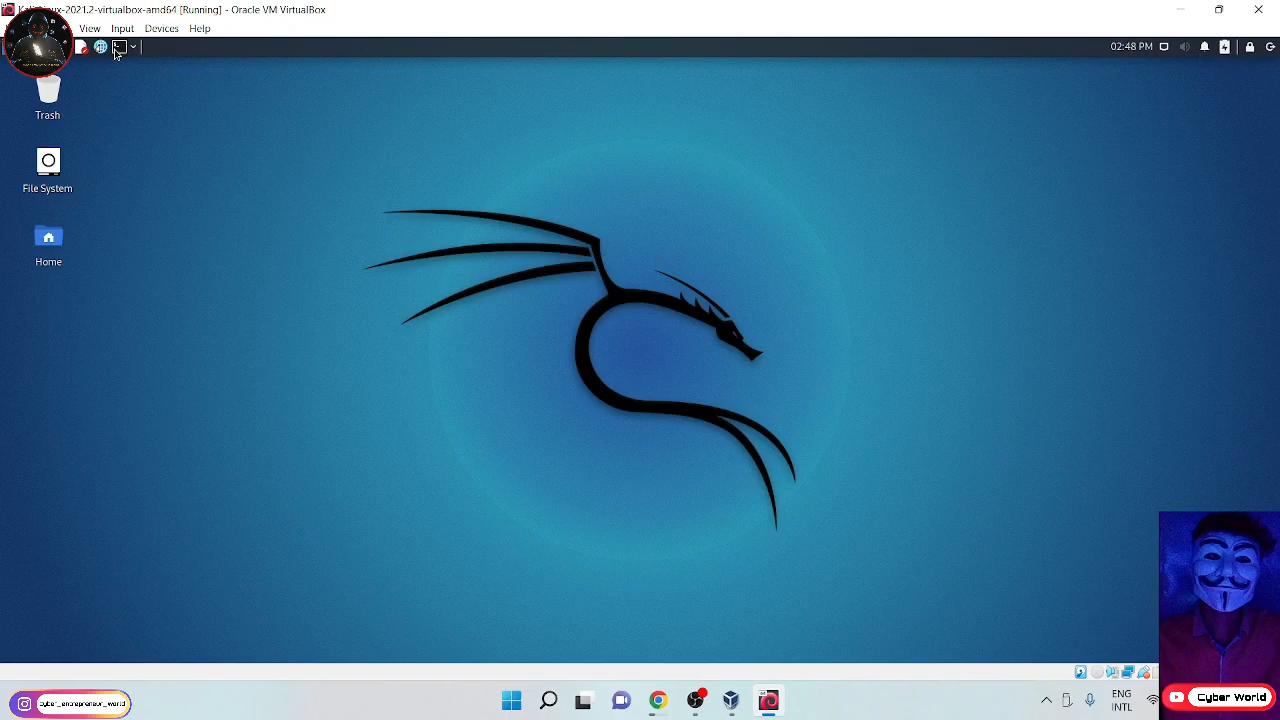 Kali-Linux-2021.2-virtualbox-amd64 [Running] - Oracle VM VirtualBox
View Input Devices Help
02:48 PM
Trash
File System
Home
ENG
INTL
cyber_entrepreneur_world
Cyber World